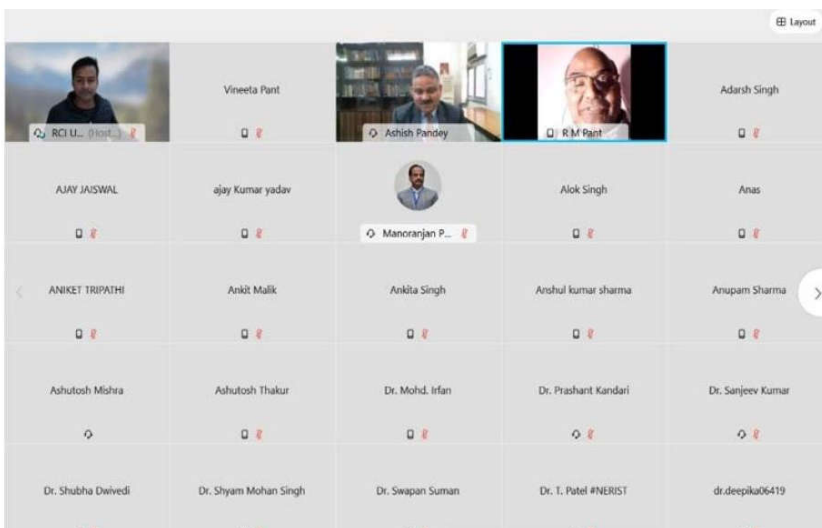 Layout
RCI U... (Host...)
Vineeta Pant
Ashish Pandey
R M Pant
Adarsh Singh
AJAY JAISWAL
ajay Kumar yadav
Manoranjan P...
Alok Singh
Anas
ANIKET TRIPATHI
Ankit Malik
Ankita Singh
Anshul kumar sharma
Anupam Sharma
Ashutosh Mishra
Ashutosh Thakur
Dr. Mohd. Irfan
Dr. Prashant Kandari
Dr. Sanjeev Kumar
Dr. Shubha Dwivedi
Dr. Shyam Mohan Singh
Dr. Swapan Suman
Dr. T. Patel #NERIST
dr.deepika06419